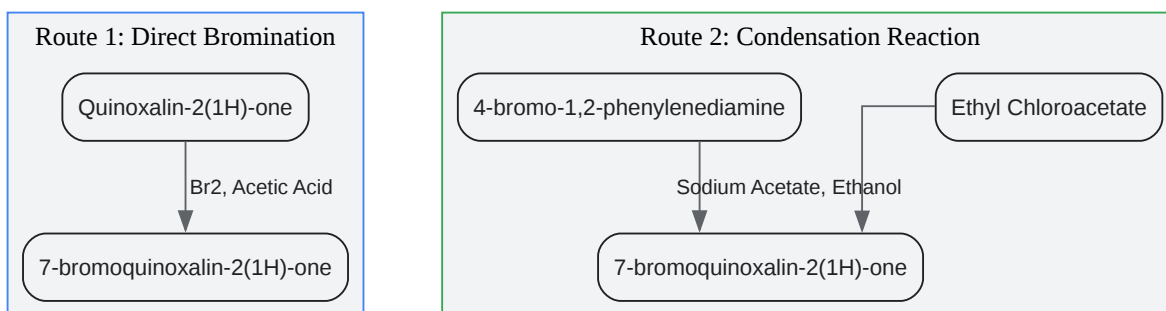 Route 1: Direct Bromination
Quinoxalin-2(1H)-one
Br2, Acetic Acid
7-bromoquinoxalin-2(1H)-one
Route 2: Condensation Reaction
4-bromo-1,2-phenylenediamine
Ethyl Chloroacetate
Sodium Acetate, Ethanol
7-bromoquinoxalin-2(1H)-one